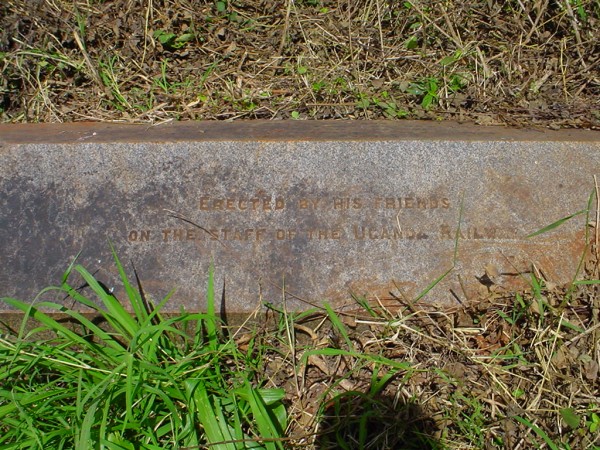 ERECTED BY HIS FRIENDS
ON THE STAFF OF THE UGANDA